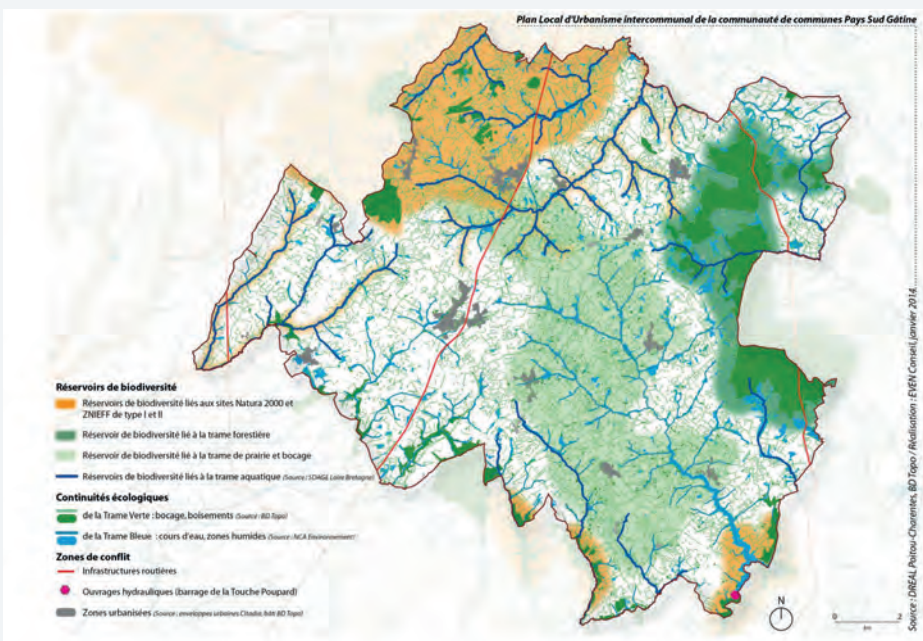 Plan Local d'Urbanisme intercommunal de la communauté de communes Pays Sud Gâtine
Réservoirs de biodiversité
Réservoirs de biodiversité liés aux sites Natura 2000 et
ZNIEFF de type I et II
Réservoir de biodiversité lié à la trame forestière
Réservoir de biodiversité lié à la trame de prairie et bocage
Réservoirs de biodiversité liés à la trame aquatique (Source : SDAGE Loire Bretagne)
Continuités écologiques
de la Trame Verte : bocage, boisements (Source : BD Topo)
de la Trame Bleue : cours d'eau, zones humides (Source : NCA Environnement)
Zones de conflit
Infrastructures routières
Ouvrages hydrauliques (barrage de la Touche Poupard)
Zones urbanisées (Source : enveloppes urbaines Citadia, bâti BD Topo)
N
0 2
km
Source : DREAL Poitou-Charentes, BD Topo / Réalisation : EVEN Conseil, janvier 2014